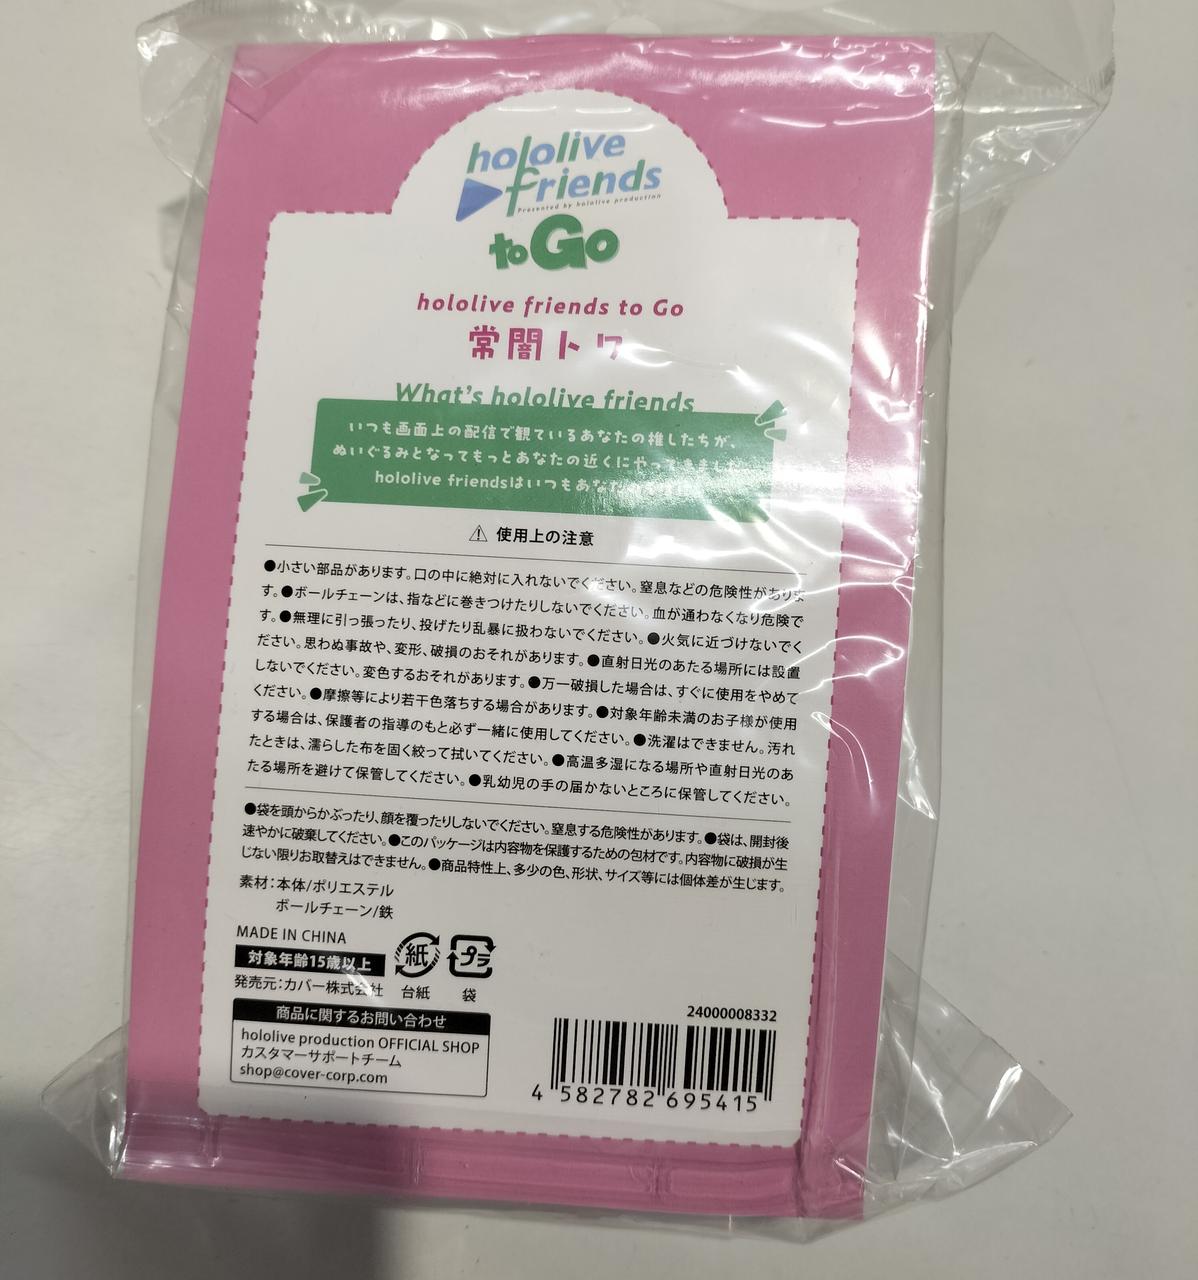 hololive
friends
Presented by hololive production
to Go
hololive friends to Go
常闇トワ
What's hololive friends
いつも画面上の配信で観ているあなたの推したちが、
ぬいぐるみとなってもっとあなたの近くにやってきました
hololive friendsはいつもあなたの
⚠ 使用上の注意
●小さい部品があります。口の中に絶対に入れないでください。窒息などの危険性がありま
す。●ボールチェーンは、指などに巻きつけたりしないでください。血が通わなくなり危険で
す。●無理に引っ張ったり、投げたり乱暴に扱わないでください。●火気に近づけないでく
ださい。思わぬ事故や、変形、破損のおそれがあります。●直射日光のあたる場所には設置
しないでください。変色するおそれがあります。●万一破損した場合は、すぐに使用をやめて
ください。●摩擦等により若干色落ちする場合があります。●対象年齢未満のお子様が使用
する場合は、保護者の指導のもと必ず一緒に使用してください。●洗濯はできません。汚れ
たときは、濡らした布を固く絞って拭いてください。●高温多湿になる場所や直射日光のあ
たる場所を避けて保管してください。●乳幼児の手の届かないところに保管してください。
●袋を頭からかぶったり、顔を覆ったりしないでください。窒息する危険性があります。●袋は、開封後
速やかに破棄してください。●このパッケージは内容物を保護するための包材です。内容物に破損が生
じない限りお取替えはできません。●商品特性上、多少の色、形状、サイズ等には個体差が生じます。
素材:本体/ポリエステル
ボールチェーン/鉄
MADE IN CHINA
対象年齢15歳以上
発売元:カバー株式会社
紙 プラ
台紙 袋
商品に関するお問い合わせ
hololive production OFFICIAL SHOP
カスタマーサポートチーム
shop@cover-corp.com
24000008332
4 582782 695415